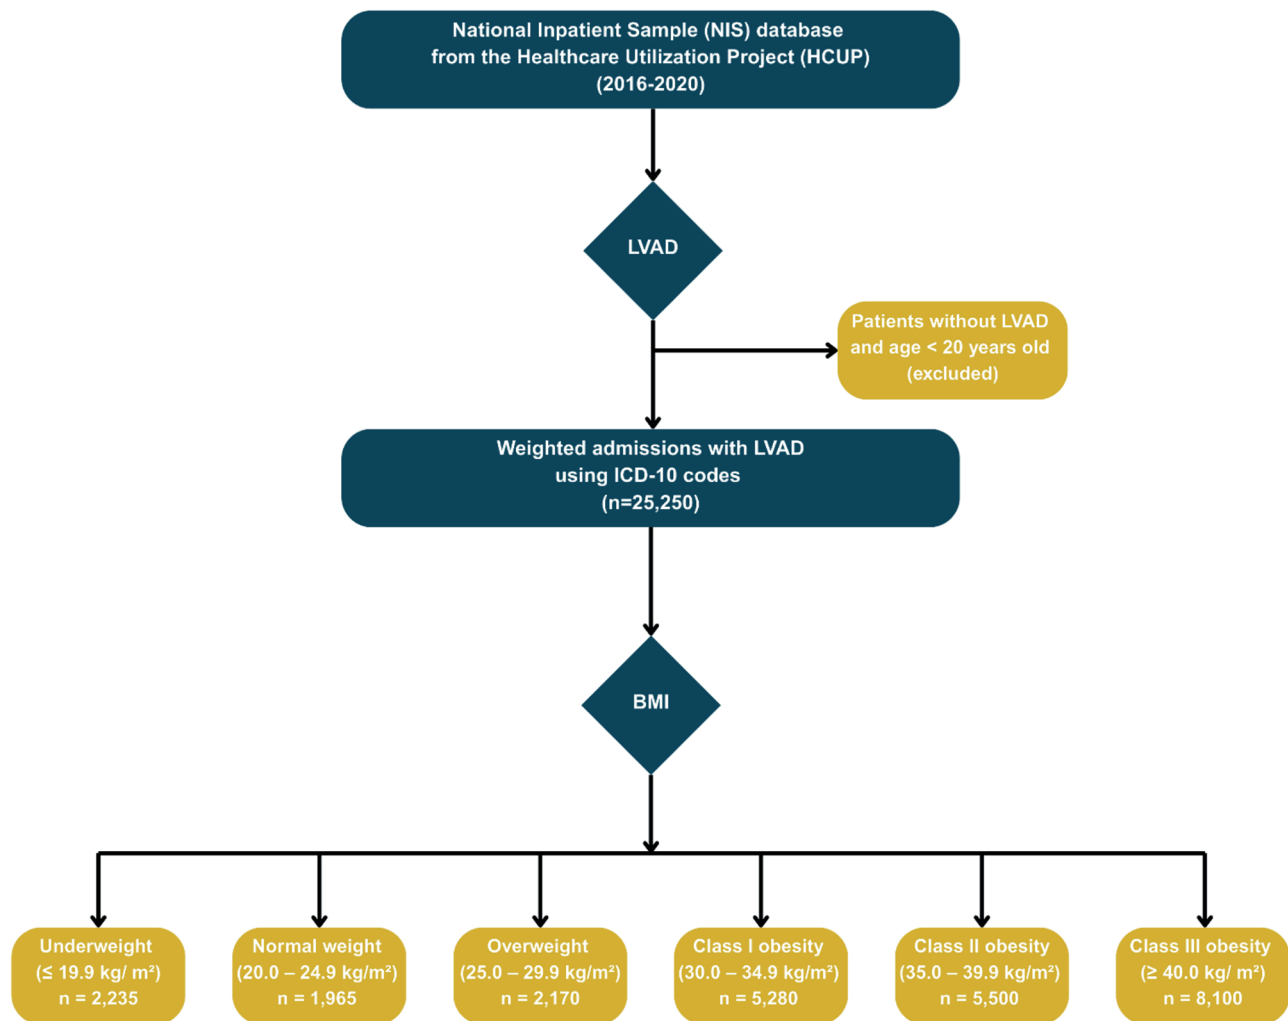 National Inpatient Sample (NIS) database
from the Healthcare Utilization Project (HCUP)
(2016-2020)
LVAD
Patients without LVAD
and age < 20 years old
(excluded)
Weighted admissions with LVAD
using ICD-10 codes
(n=25,250)
BMI
Underweight
(≤ 19.9 kg/ m²)
n = 2,235
Normal weight
(20.0 – 24.9 kg/m²)
n = 1,965
Overweight
(25.0 – 29.9 kg/m²)
n = 2,170
Class I obesity
(30.0 – 34.9 kg/m²)
n = 5,280
Class II obesity
(35.0 – 39.9 kg/m²)
n = 5,500
Class III obesity
(≥ 40.0 kg/ m²)
n = 8,100